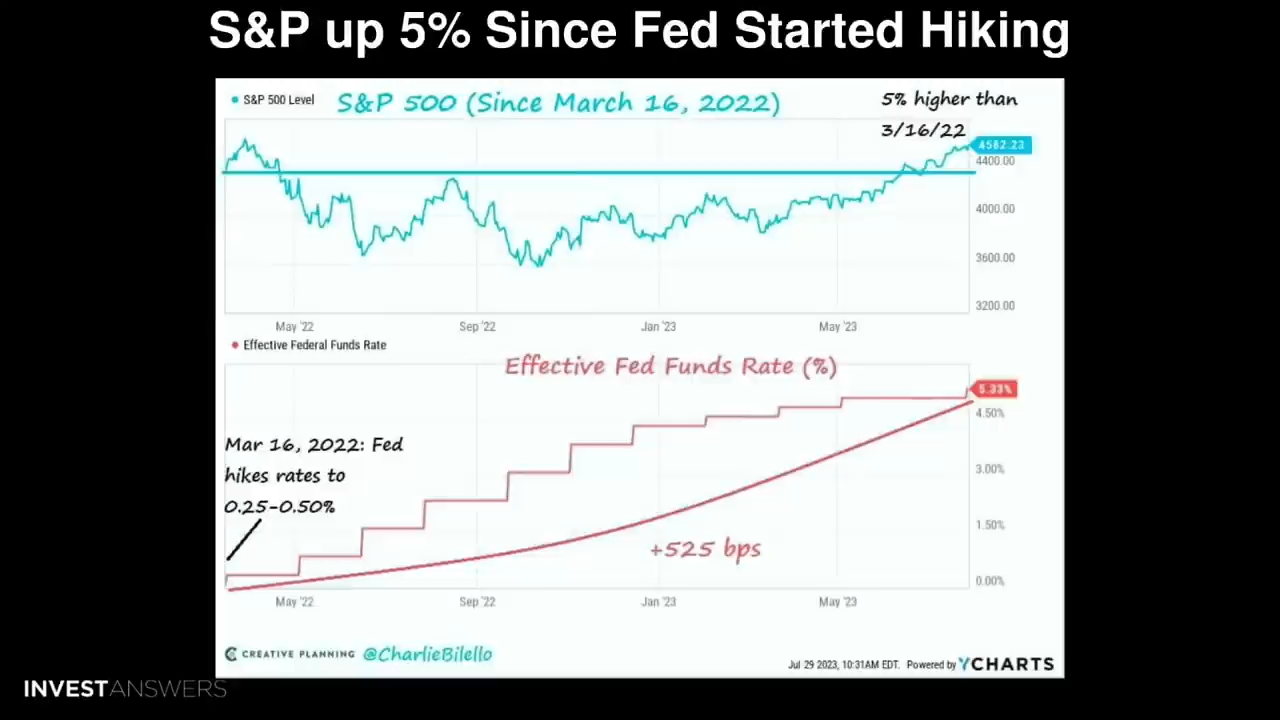 S&P up 5% Since Fed Started Hiking
S&P 500 Level
S&P 500 (Since March 16, 2022)
5% higher than
3/16/22
4582.23
4400.00
4000.00
3600.00
3200.00
May '22
Sep '22
Jan '23
May '23
Effective Federal Funds Rate
Effective Fed Funds Rate (%)
5.33%
4.50%
Mar 16, 2022: Fed
hikes rates to
0.25-0.50%
3.00%
1.50%
+525 bps
0.00%
May '22
Sep '22
Jan '23
May '23
CREATIVE PLANNING @CharlieBilello
Jul 29 2023, 10:31AM EDT. Powered by YCHARTS
INVESTANSWERS